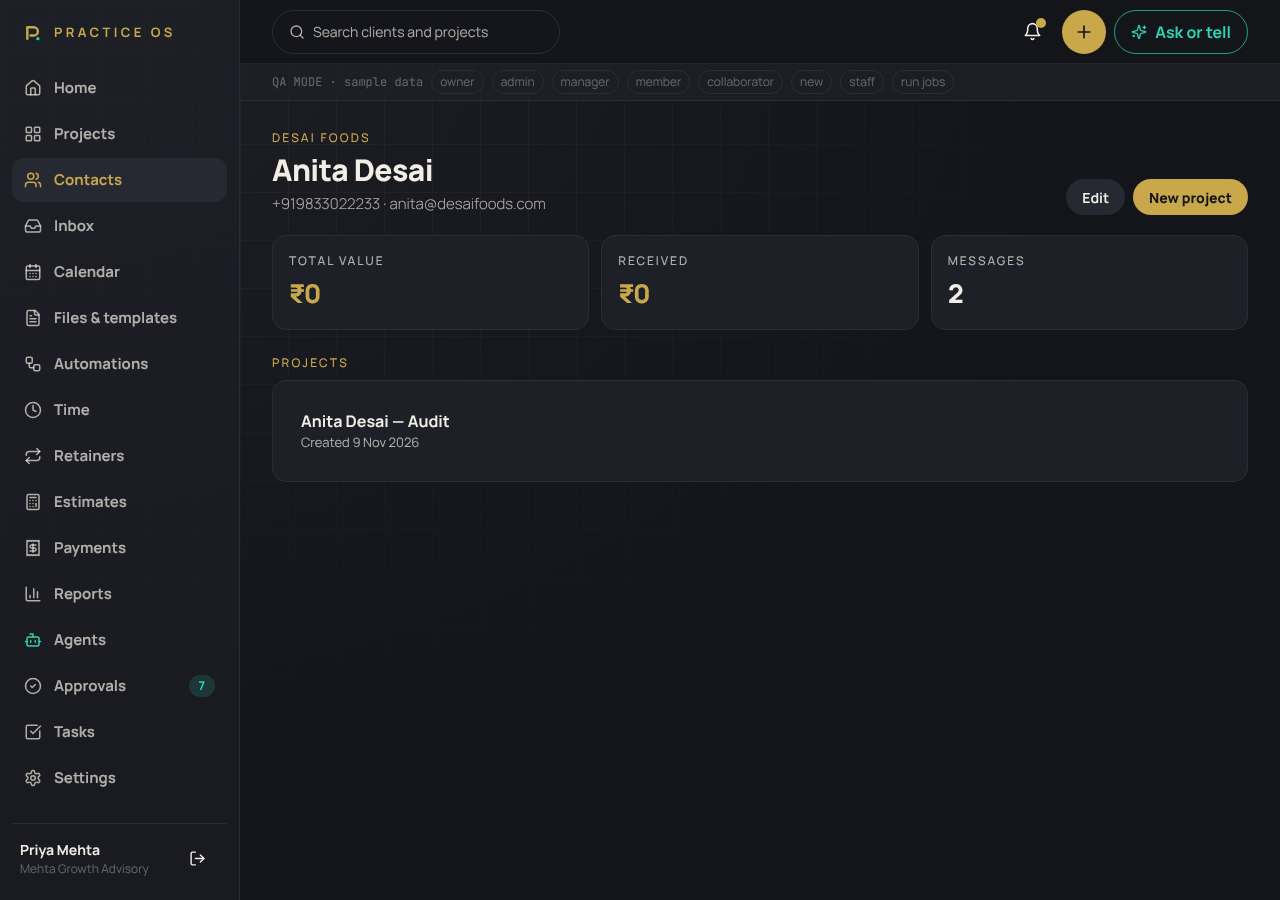 PRACTICE OS
Home
Projects
Contacts
Inbox
Calendar
Files & templates
Automations
Time
Retainers
Estimates
Payments
Reports
Agents
Approvals 7
Tasks
Settings
Priya Mehta
Mehta Growth Advisory
Search clients and projects
Ask or tell
QA MODE · sample data owner admin manager member collaborator new staff run jobs
DESAI FOODS
Anita Desai
+919833022233 · anita@desaifoods.com
Edit
New project
TOTAL VALUE
₹0
RECEIVED
₹0
MESSAGES
2
PROJECTS
Anita Desai — Audit
Created 9 Nov 2026